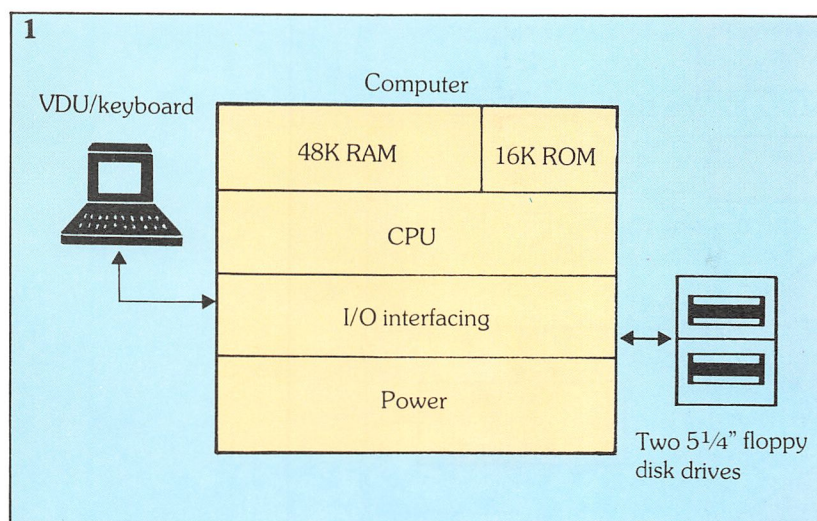 1
Computer
VDU/keyboard
48K RAM
16K ROM
CPU
I/O interfacing
Power
Two 5¼" floppy
disk drives